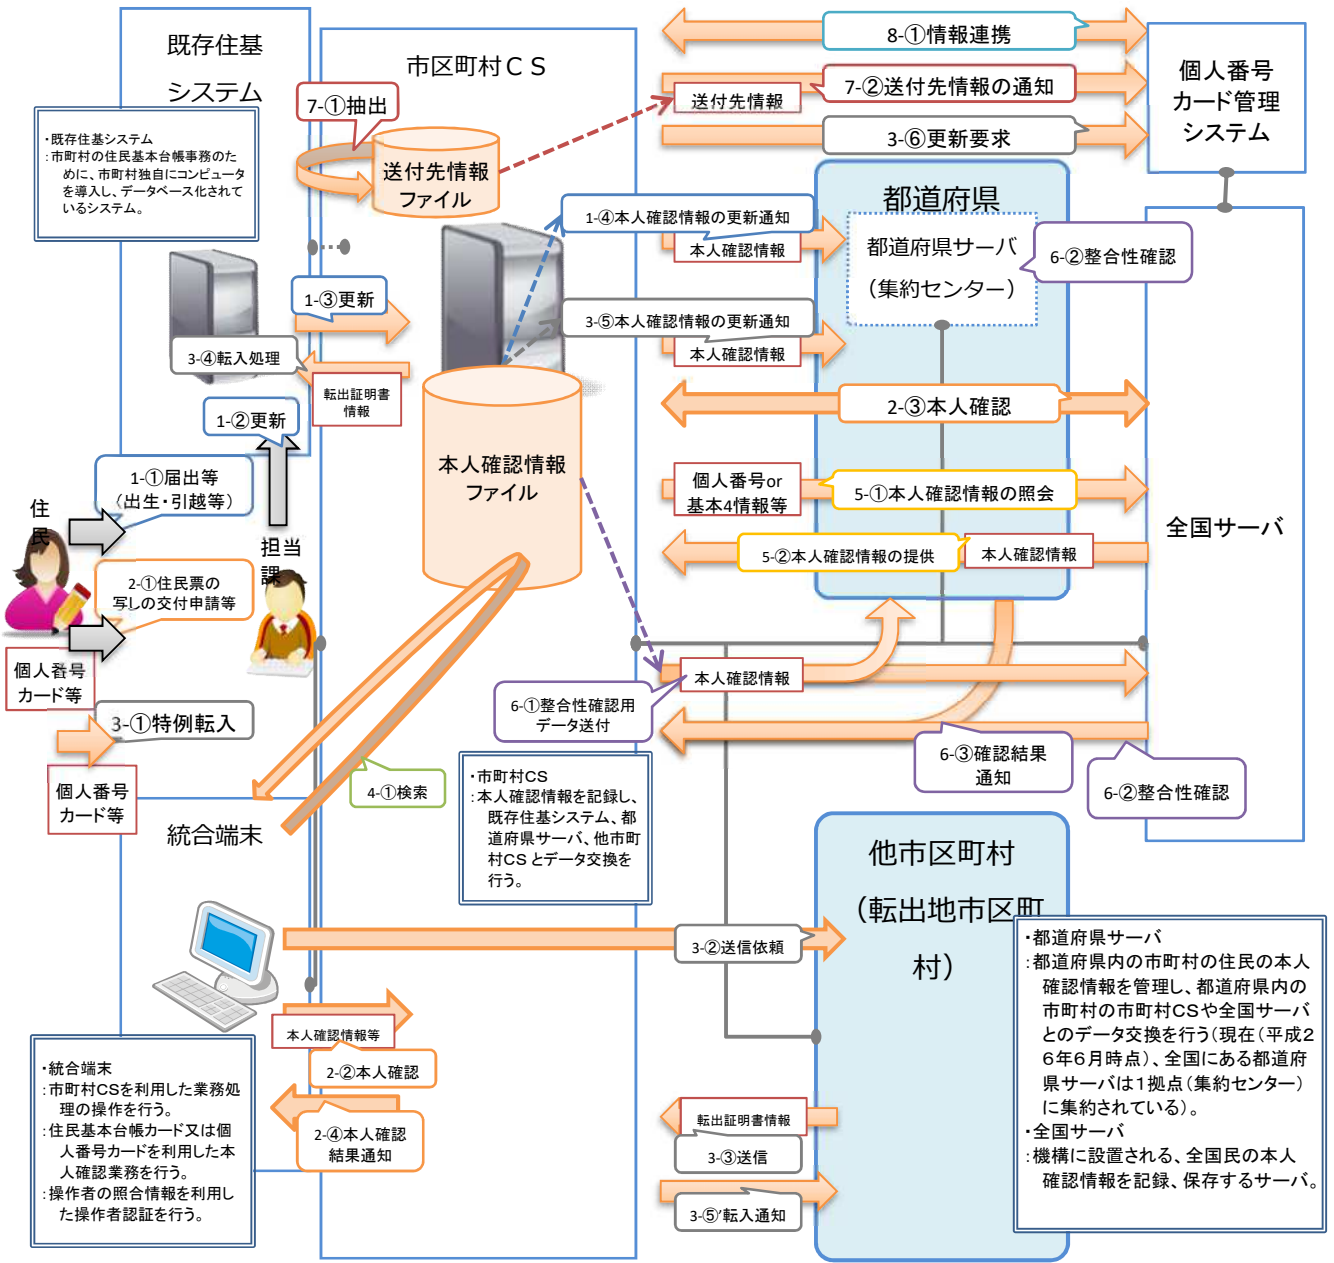 既存住基
システム
市区町村ＣＳ
・既存住基システム
：市町村の住民基本台帳事務のた
めに、市町村独自にコンピュータ
を導入し、データベース化されて
いるシステム。
7-①抽出
送付先情報
ファイル
8-①情報連携
送付先情報
7-②送付先情報の通知
3-⑥更新要求
個人番号
カード管理
システム
都道府県
都道府県サーバ
（集約センター）
6-②整合性確認
1-④本人確認情報の更新通知
本人確認情報
1-③更新
3-⑤本人確認情報の更新通知
本人確認情報
3-④転入処理
転出証明書
情報
2-③本人確認
1-②更新
本人確認情報
ファイル
1-①届出等
（出生・引越等）
住
民
担当
課
個人番号or
基本4情報等
5-①本人確認情報の照会
全国サーバ
5-②本人確認情報の提供
本人確認情報
2-①住民票の
写しの交付申請等
個人番号
カード等
本人確認情報
6-①整合性確認用
データ送付
3-①特例転入
個人番号
カード等
6-③確認結果
通知
6-②整合性確認
4-①検索
・市町村CS
：本人確認情報を記録し、
既存住基システム、都
道府県サーバ、他市町
村CS とデータ交換を
行う。
統合端末
他市区町村
（転出地市区町
村）
3-②送信依頼
・都道府県サーバ
：都道府県内の市町村の住民の本人
確認情報を管理し、都道府県内の
市町村の市町村CSや全国サーバ
とのデータ交換を行う（現在（平成２
６年６月時点）、全国にある都道府
県サーバは１拠点（集約センター）
に集約されている）。
・全国サーバ
：機構に設置される、全国民の本人
確認情報を記録、保存するサーバ。
本人確認情報等
2-②本人確認
2-④本人確認
結果通知
・統合端末
：市町村CSを利用した業務処
理の操作を行う。
：住民基本台帳カード又は個
人番号カードを利用した本
人確認業務を行う。
：操作者の照合情報を利用し
た操作者認証を行う。
転出証明書情報
3-③送信
3-⑤’転入通知